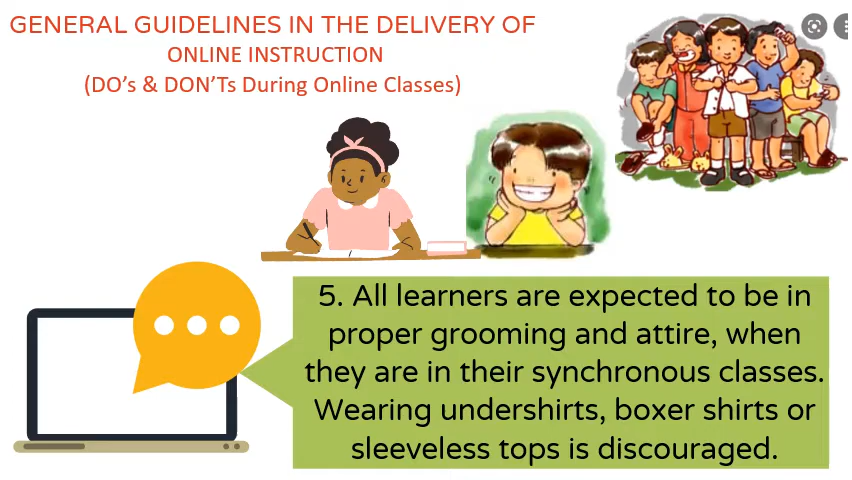 GENERAL GUIDELINES IN THE DELIVERY OF
ONLINE INSTRUCTION
(DO’s & DON’Ts During Online Classes)
5. All learners are expected to be in
proper grooming and attire, when
they are in their synchronous classes.
Wearing undershirts, boxer shirts or
sleeveless tops is discouraged.